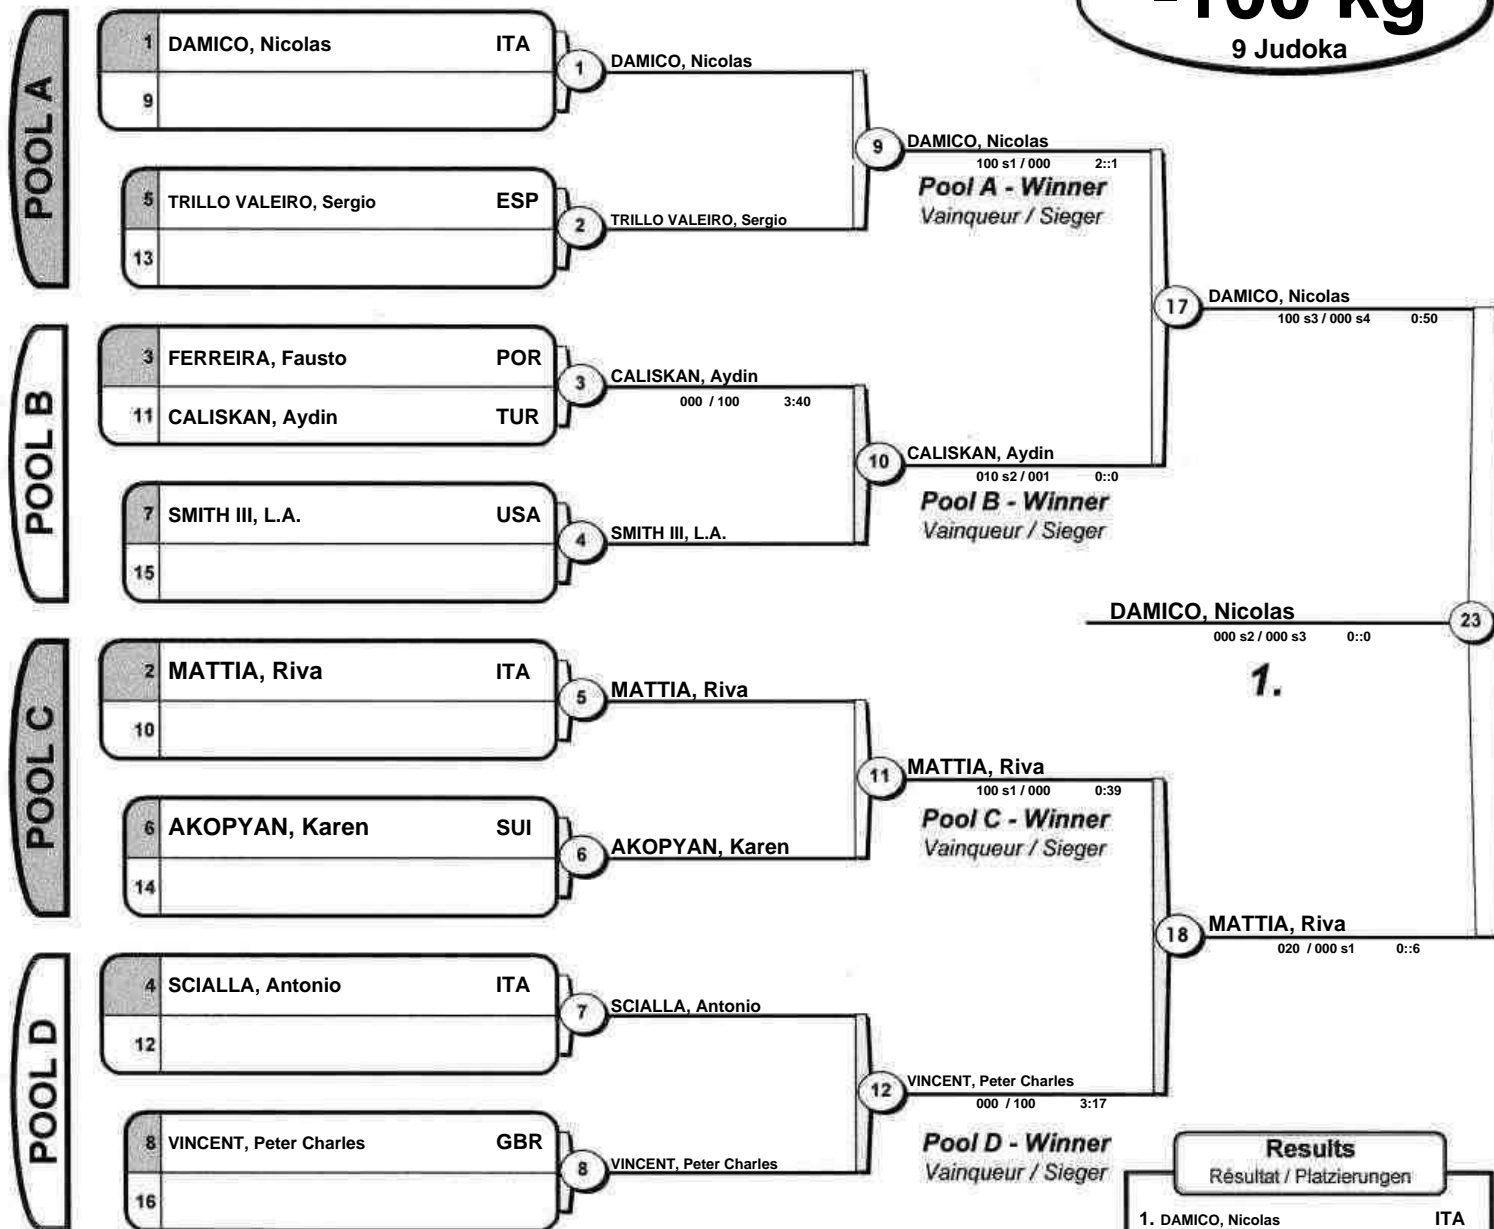 -100 kg
9 Judoka
POOL A
1 DAMICO, Nicolas ITA
9
5 TRILLO VALEIRO, Sergio ESP
13
1 DAMICO, Nicolas
2 TRILLO VALEIRO, Sergio
9 DAMICO, Nicolas
100 s1 / 000 2::1
Pool A - Winner
Vainqueur / Sieger
POOL B
3 FERREIRA, Fausto POR
11 CALISKAN, Aydin TUR
7 SMITH III, L.A. USA
15
3 CALISKAN, Aydin
000 / 100 3:40
4 SMITH III, L.A.
10 CALISKAN, Aydin
010 s2 / 001 0::0
Pool B - Winner
Vainqueur / Sieger
17 DAMICO, Nicolas
100 s3 / 000 s4 0:50
DAMICO, Nicolas 23
000 s2 / 000 s3 0::0
1.
POOL C
2 MATTIA, Riva ITA
10
6 AKOPYAN, Karen SUI
14
5 MATTIA, Riva
6 AKOPYAN, Karen
11 MATTIA, Riva
100 s1 / 000 0:39
Pool C - Winner
Vainqueur / Sieger
POOL D
4 SCIALLA, Antonio ITA
12
8 VINCENT, Peter Charles GBR
16
7 SCIALLA, Antonio
8 VINCENT, Peter Charles
12 VINCENT, Peter Charles
000 / 100 3:17
Pool D - Winner
Vainqueur / Sieger
18 MATTIA, Riva
020 / 000 s1 0::6
Results
Résultat / Platzierungen
1. DAMICO, Nicolas ITA